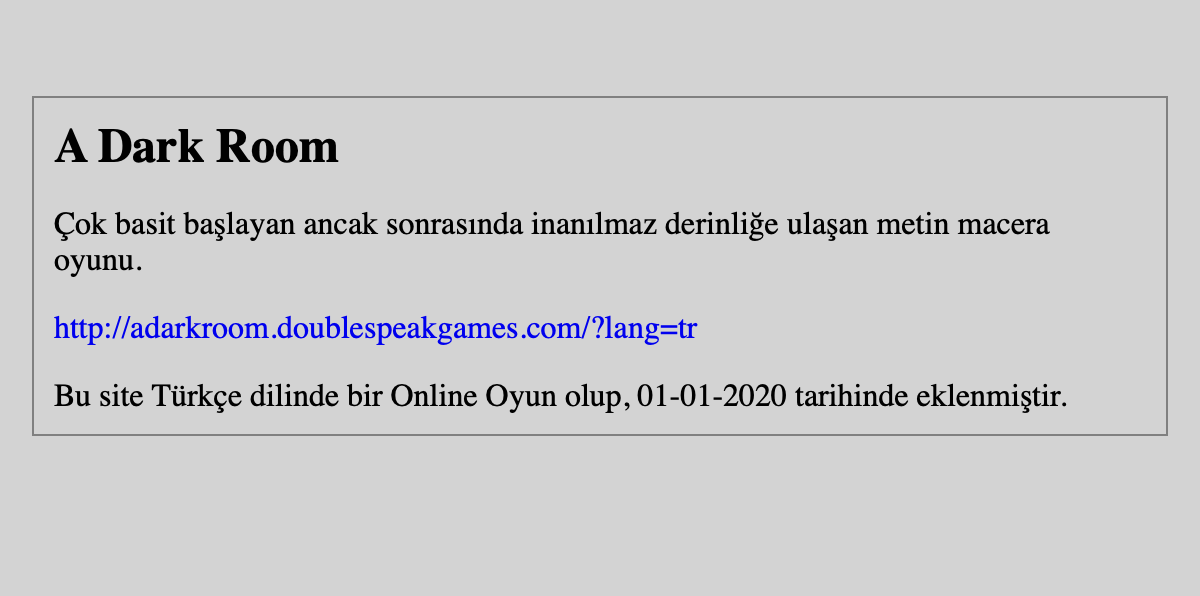 A Dark Room
Çok basit başlayan ancak sonrasında inanılmaz derinliğe ulaşan metin macera
oyunu.
http://adarkroom.doublespeakgames.com/?lang=tr
Bu site Türkçe dilinde bir Online Oyun olup, 01-01-2020 tarihinde eklenmiştir.